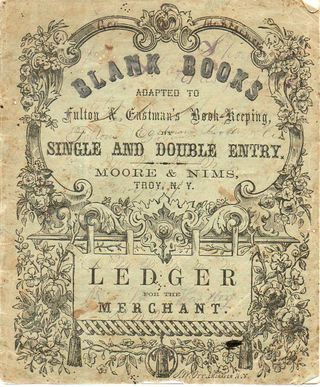 BLANK BOOKS
ADAPTED TO
Fulton & Eastman's Book-Keeping,
BY
SINGLE AND DOUBLE ENTRY.
MOORE & NIMS,
TROY, N. Y.
LEDGER
FOR THE
MERCHANT.